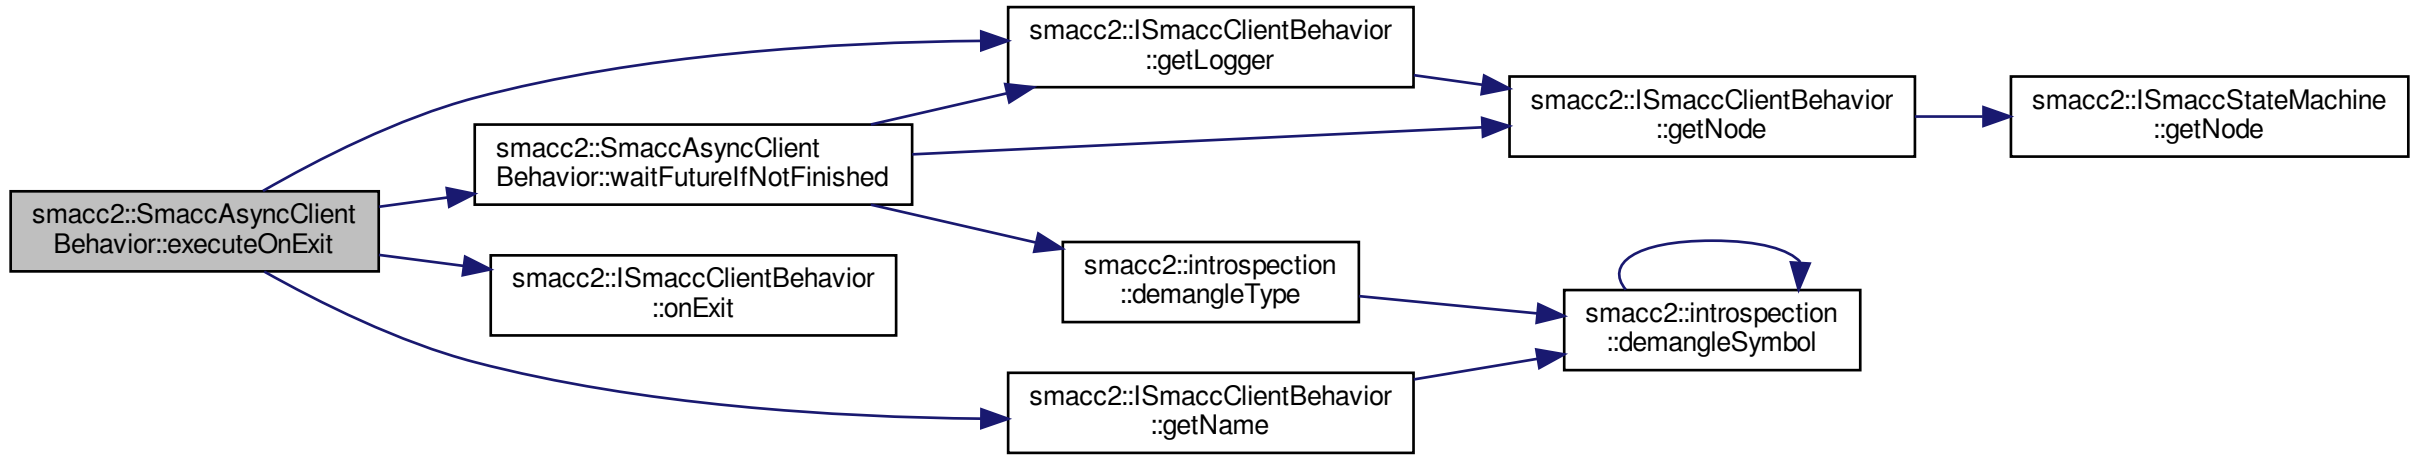 smacc2::SmaccAsyncClient
Behavior::executeOnExit
smacc2::SmaccAsyncClient
Behavior::waitFutureIfNotFinished
smacc2::ISmaccClientBehavior
::onExit
smacc2::ISmaccClientBehavior
::getLogger
smacc2::introspection
::demangleType
smacc2::ISmaccClientBehavior
::getName
smacc2::ISmaccClientBehavior
::getNode
smacc2::introspection
::demangleSymbol
smacc2::ISmaccStateMachine
::getNode